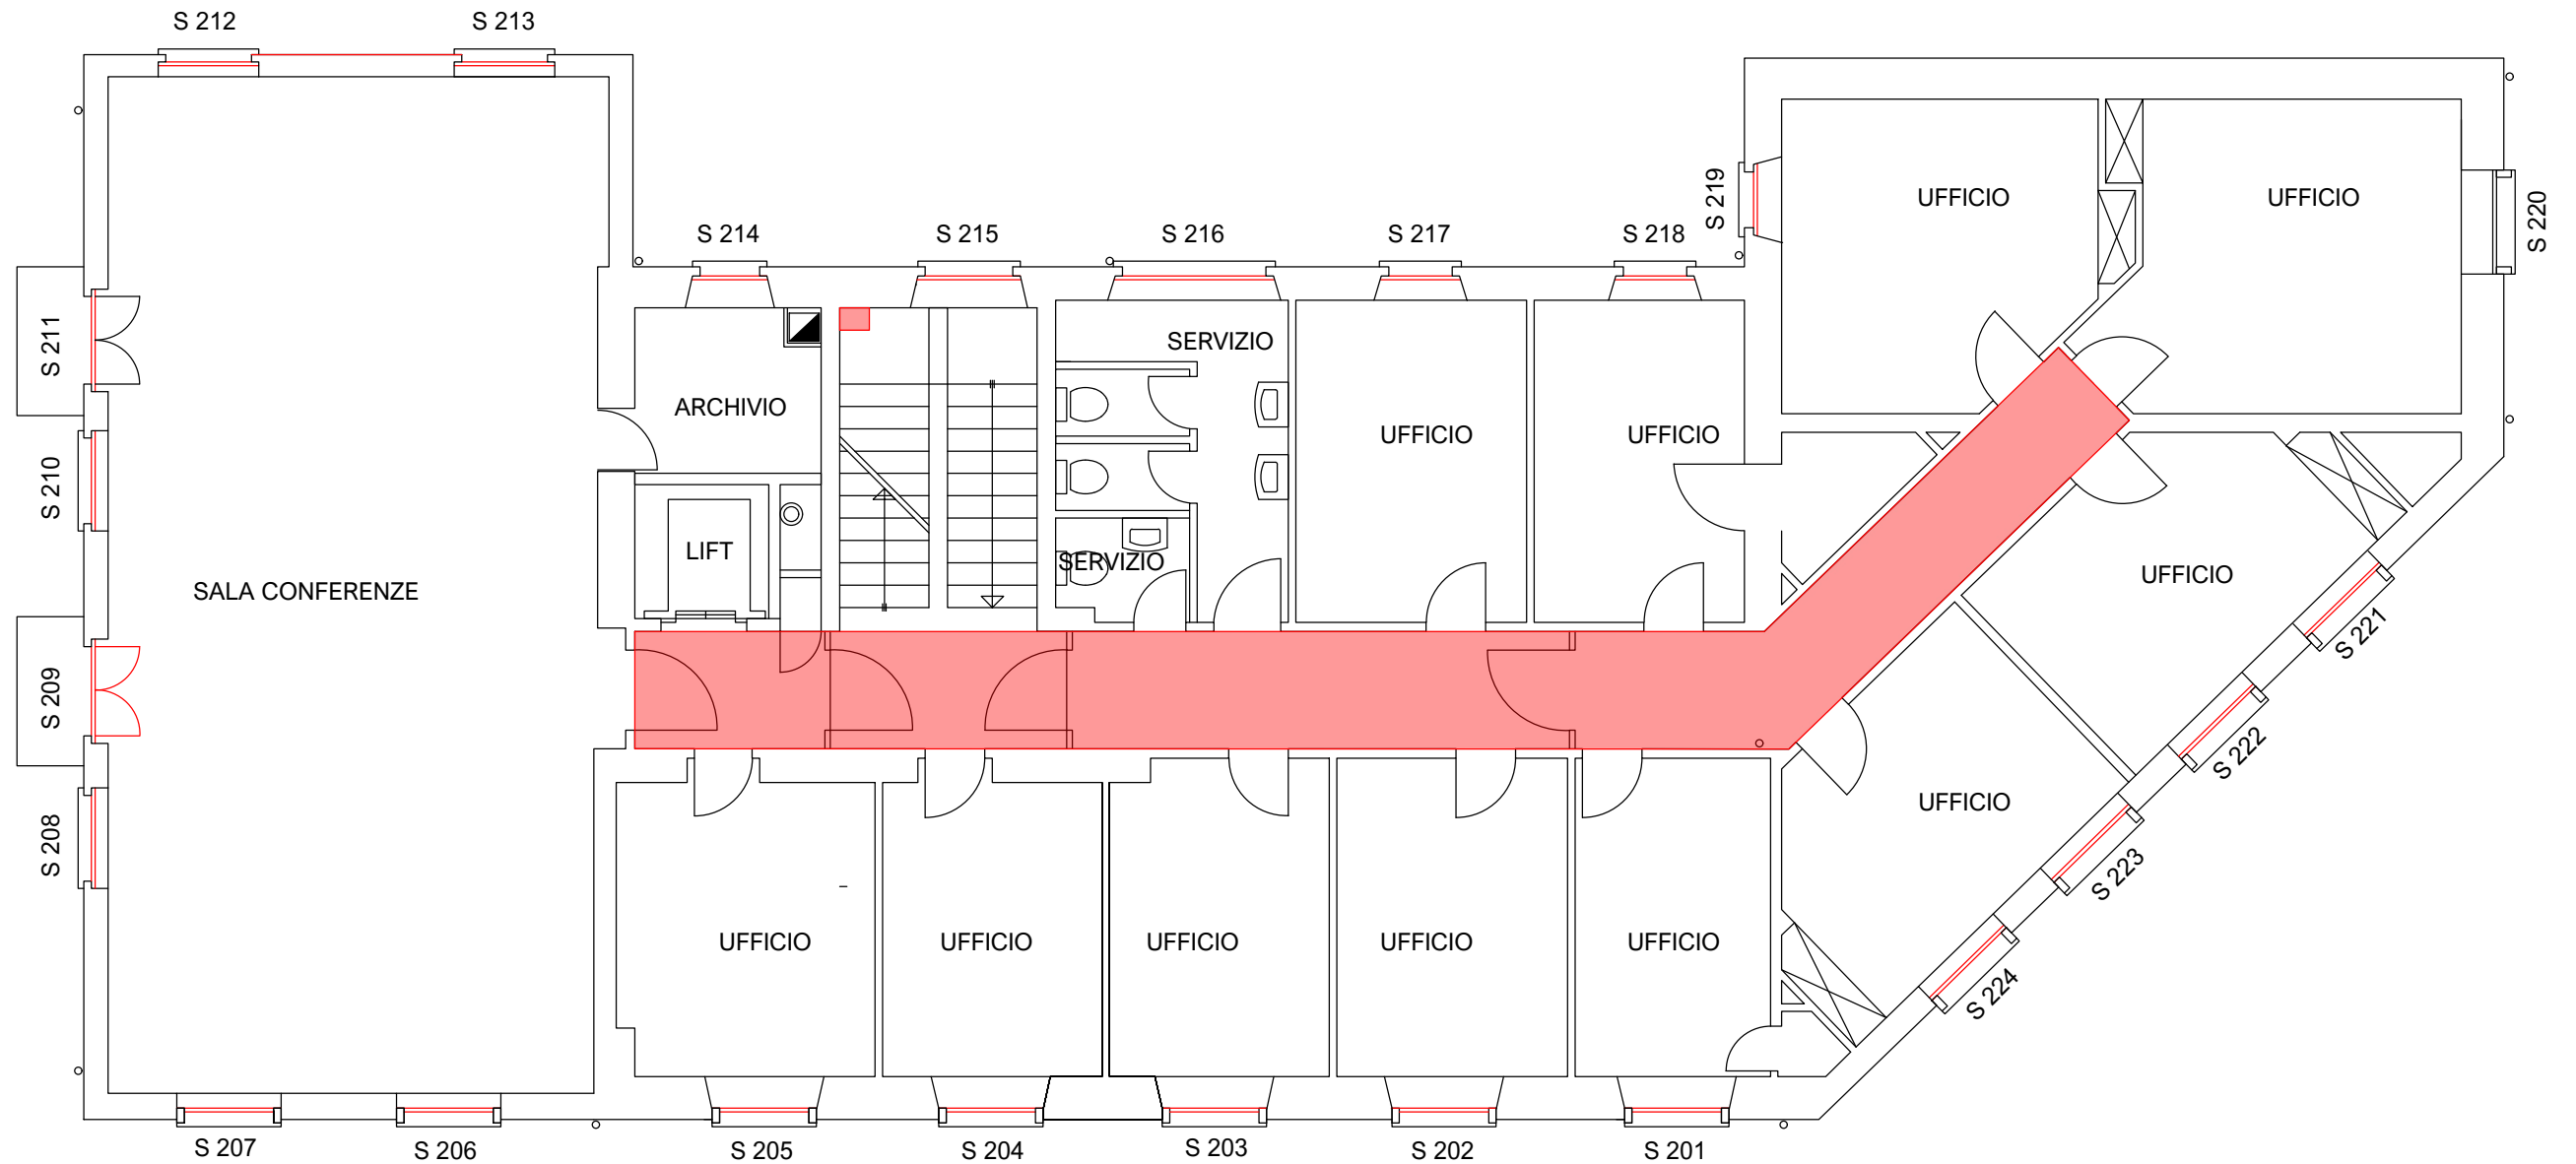 S 212
S 213
S 219
UFFICIO
UFFICIO
S 220
S 214
S 215
S 216
S 217
S 218
S 211
SERVIZIO
ARCHIVIO
UFFICIO
UFFICIO
S 210
LIFT
SERVIZIO
UFFICIO
SALA CONFERENZE
S 221
S 209
S 222
UFFICIO
S 208
S 223
UFFICIO
UFFICIO
UFFICIO
UFFICIO
UFFICIO
S 224
S 207
S 206
S 205
S 204
S 203
S 202
S 201